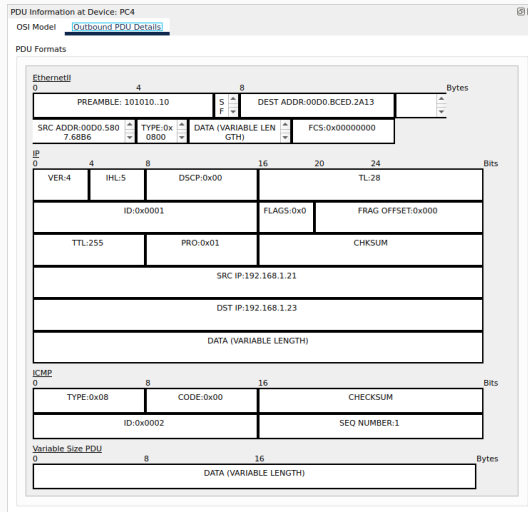 PDU Information at Device: PC4
OSI Model Outbound PDU Details
PDU Formats
EthernetII
0 4 8 Bytes
PREAMBLE: 101010..10 S DEST ADDR:00D0.BCED.2A13
F
SRC ADDR:00D0.580 TYPE:0x DATA (VARIABLE LEN FCS:0x00000000
7.68B6 0800 GTH)
IP
0 4 8 16 20 24 Bits
VER:4 IHL:5 DSCP:0x00 TL:28
ID:0x0001 FLAGS:0x0 FRAG OFFSET:0x000
TTL:255 PRO:0x01 CHKSUM
SRC IP:192.168.1.21
DST IP:192.168.1.23
DATA (VARIABLE LENGTH)
ICMP
0 8 16 Bits
TYPE:0x08 CODE:0x00 CHECKSUM
ID:0x0002 SEQ NUMBER:1
Variable Size PDU
0 8 16 Bytes
DATA (VARIABLE LENGTH)